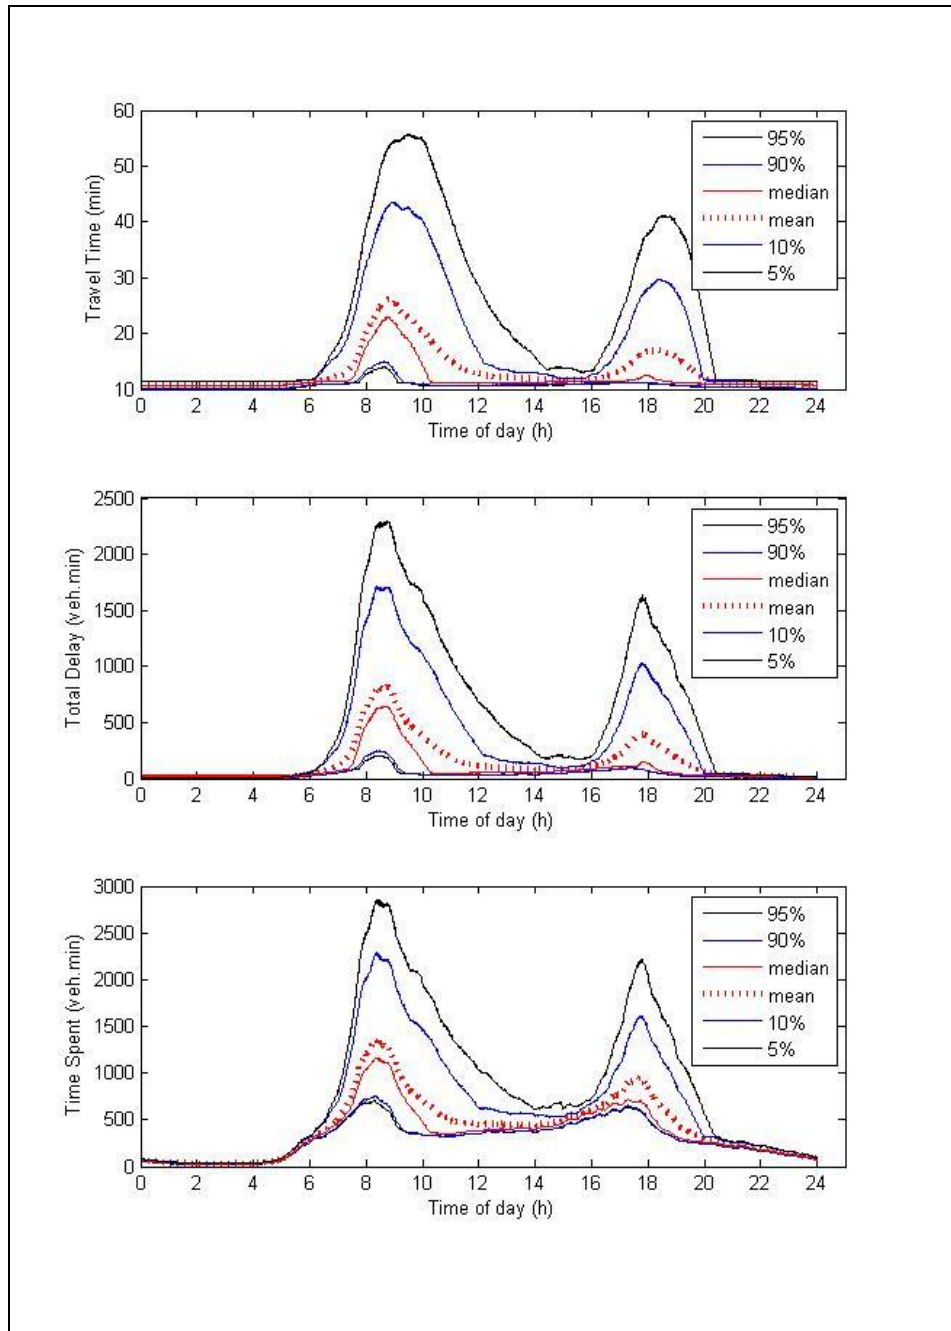 60
50
40
30
20
10
Travel Time (min)
95%
90%
median
mean
10%
5%
0 2 4 6 8 10 12 14 16 18 20 22 24
Time of day (h)
2500
2000
1500
1000
500
0
Total Delay (veh.min)
95%
90%
median
mean
10%
5%
0 2 4 6 8 10 12 14 16 18 20 22 24
Time of day (h)
3000
2500
2000
1500
1000
500
0
Time Spent (veh.min)
95%
90%
median
mean
10%
5%
0 2 4 6 8 10 12 14 16 18 20 22 24
Time of day (h)